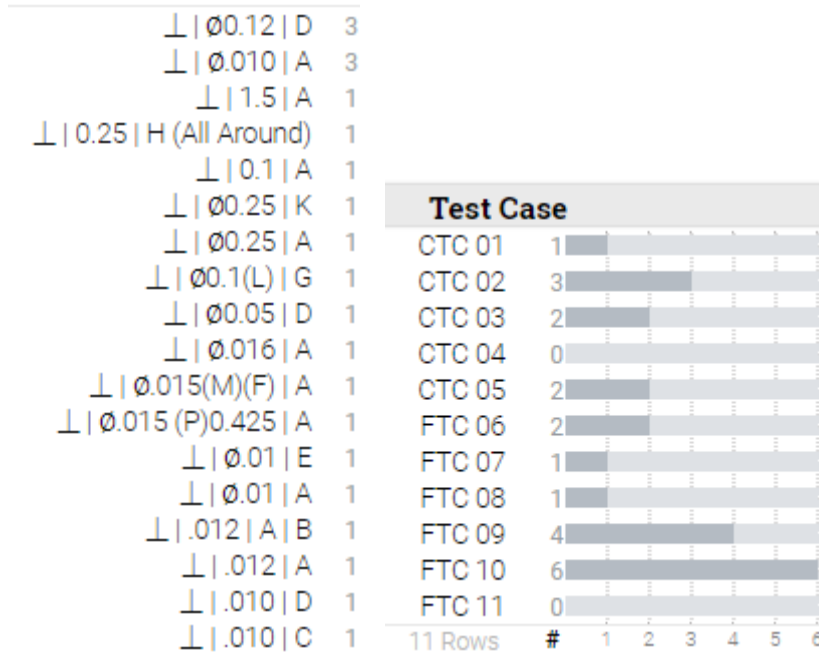 ⊥ | Ø0.12 | D 3
⊥ | Ø.010 | A 3
⊥ | 1.5 | A 1
⊥ | 0.25 | H (All Around) 1
⊥ | 0.1 | A 1
⊥ | Ø0.25 | K 1
⊥ | Ø0.25 | A 1
⊥ | Ø0.1(L) | G 1
⊥ | Ø0.05 | D 1
⊥ | Ø.016 | A 1
⊥ | Ø.015(M)(F) | A 1
⊥ | Ø.015 (P)0.425 | A 1
⊥ | Ø.01 | E 1
⊥ | Ø.01 | A 1
⊥ | .012 | A | B 1
⊥ | .012 | A 1
⊥ | .010 | D 1
⊥ | .010 | C 1
Test Case
CTC 01 1
CTC 02 3
CTC 03 2
CTC 04 0
CTC 05 2
FTC 06 2
FTC 07 1
FTC 08 1
FTC 09 4
FTC 10 6
FTC 11 0
11 Rows # 1 2 3 4 5 6